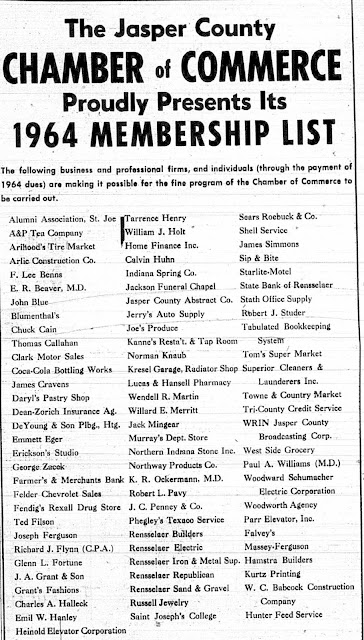 The Jasper County
CHAMBER of COMMERCE
Proudly Presents Its
1964 MEMBERSHIP LIST
The following business and professional firms, and individuals (through the payment of
1964 dues) are making it possible for the fine program of the Chamber of Commerce to
be carried out.
Alumni Association, St. Joe
A&P Tea Company
Arihood's Tire Market
Arlie Construction Co.
F. Lee Benns
E. R. Beaver, M.D.
John Blue
Blumenthal's
Chuck Cain
Thomas Callahan
Clark Motor Sales
Coca-Cola Bottling Works
James Cravens
Daryl's Pastry Shop
Dean-Zorich Insurance Ag.
DeYoung & Son Plbg., Htg.
Emmett Eger
Erickson's Studio
George Zacek
Farmer's & Merchants Bank
Felder Chevrolet Sales
Fendig's Rexall Drug Store
Ted Filson
Joseph Ferguson
Richard J. Flynn (C.P.A.)
Glenn L. Fortune
J. A. Grant & Son
Grant's Fashions
Charles A. Halleck
Emil W. Hanley
Heinold Elevator Corporation
Tarrence Henry
William J. Holt
Home Finance Inc.
Calvin Huhn
Indiana Spring Co.
Jackson Funeral Chapel
Jasper County Abstract Co.
Jerry's Auto Supply
Joe's Produce
Kanne's Resta't. & Tap Room
Norman Knaub
Kresel Garage, Radiator Shop
Lucas & Hansell Pharmacy
Wendell R. Martin
Willard E. Merritt
Jack Mingear
Murray's Dept. Store
Northern Indiana Stone Inc.
Northway Products Co.
K. R. Ockermann, M.D.
Robert L. Pavy
J. C. Penney & Co.
Phegley's Texaco Service
Rensselaer Builders
Rensselaer Electric
Rensselaer Iron & Metal Sup.
Rensselaer Republican
Rensselaer Sand & Gravel
Russell Jewelry
Saint Joseph's College
Sears Roebuck & Co.
Shell Service
James Simmons
Sip & Bite
Starlite-Motel
State Bank of Rensselaer
Stath Office Supply
Robert J. Studer
Tabulated Bookkeeping
System
Tom's Super Market
Superior Cleaners &
Launderers Inc.
Towne & Country Market
Tri-County Credit Service
WRIN Jasper County
Broadcasting Corp.
West Side Grocery
Paul A. Williams (M.D.)
Woodward Schumacher
Electric Corporation
Woodworth Agency
Parr Elevator, Inc.
Falvey's
Massey-Ferguson
Hamstra Builders
Kurtz Printing
W. C. Babcock Construction
Company
Hunter Feed Service